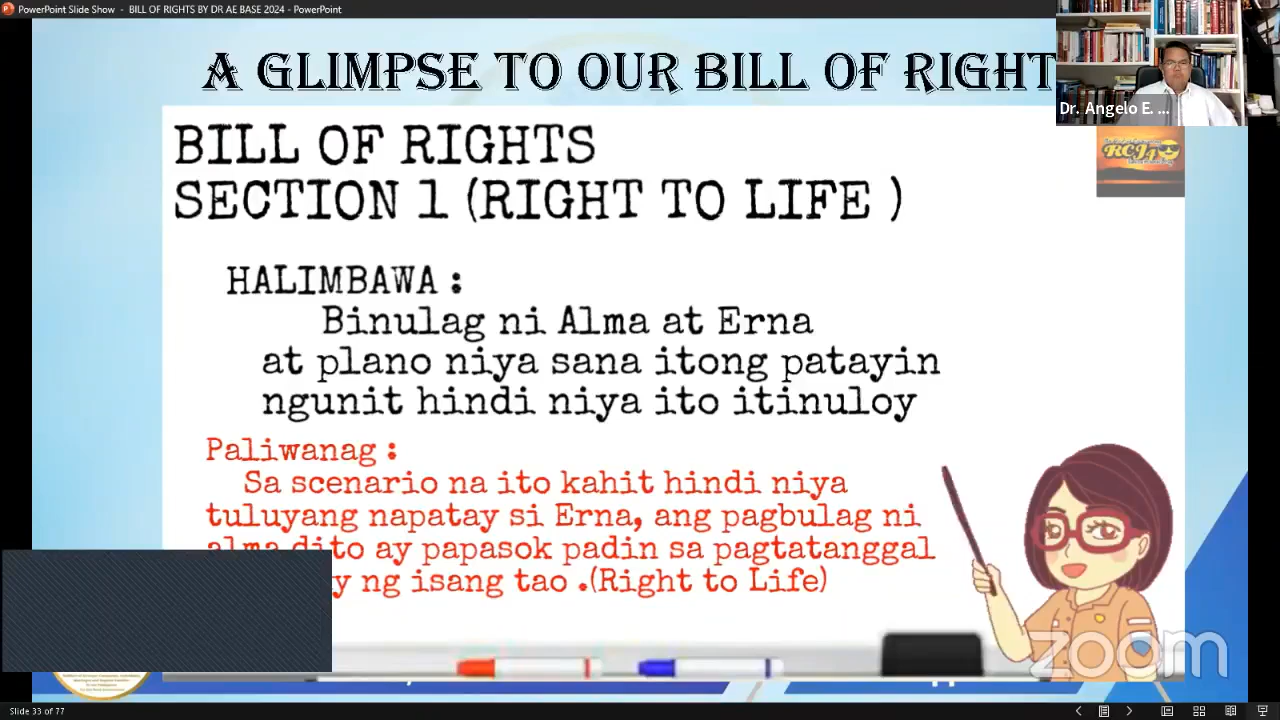 PowerPoint Slide Show - BILL OF RIGHTS BY DR AE BASE 2024 - PowerPoint
A GLIMPSE TO OUR BILL OF RIGHT
Dr. Angelo E. ...
RCJ4
BILL OF RIGHTS
SECTION 1 (RIGHT TO LIFE )
HALIMBAWA :
Binulag ni Alma at Erna
at plano niya sana itong patayin
ngunit hindi niya ito itinuloy
Paliwanag :
Sa scenario na ito kahit hindi niya
tuluyang napatay si Erna, ang pagbulag ni
alma dito ay papasok padin sa pagtatanggal
ng isang tao .(Right to Life)
zoom
Slide 33 of 77